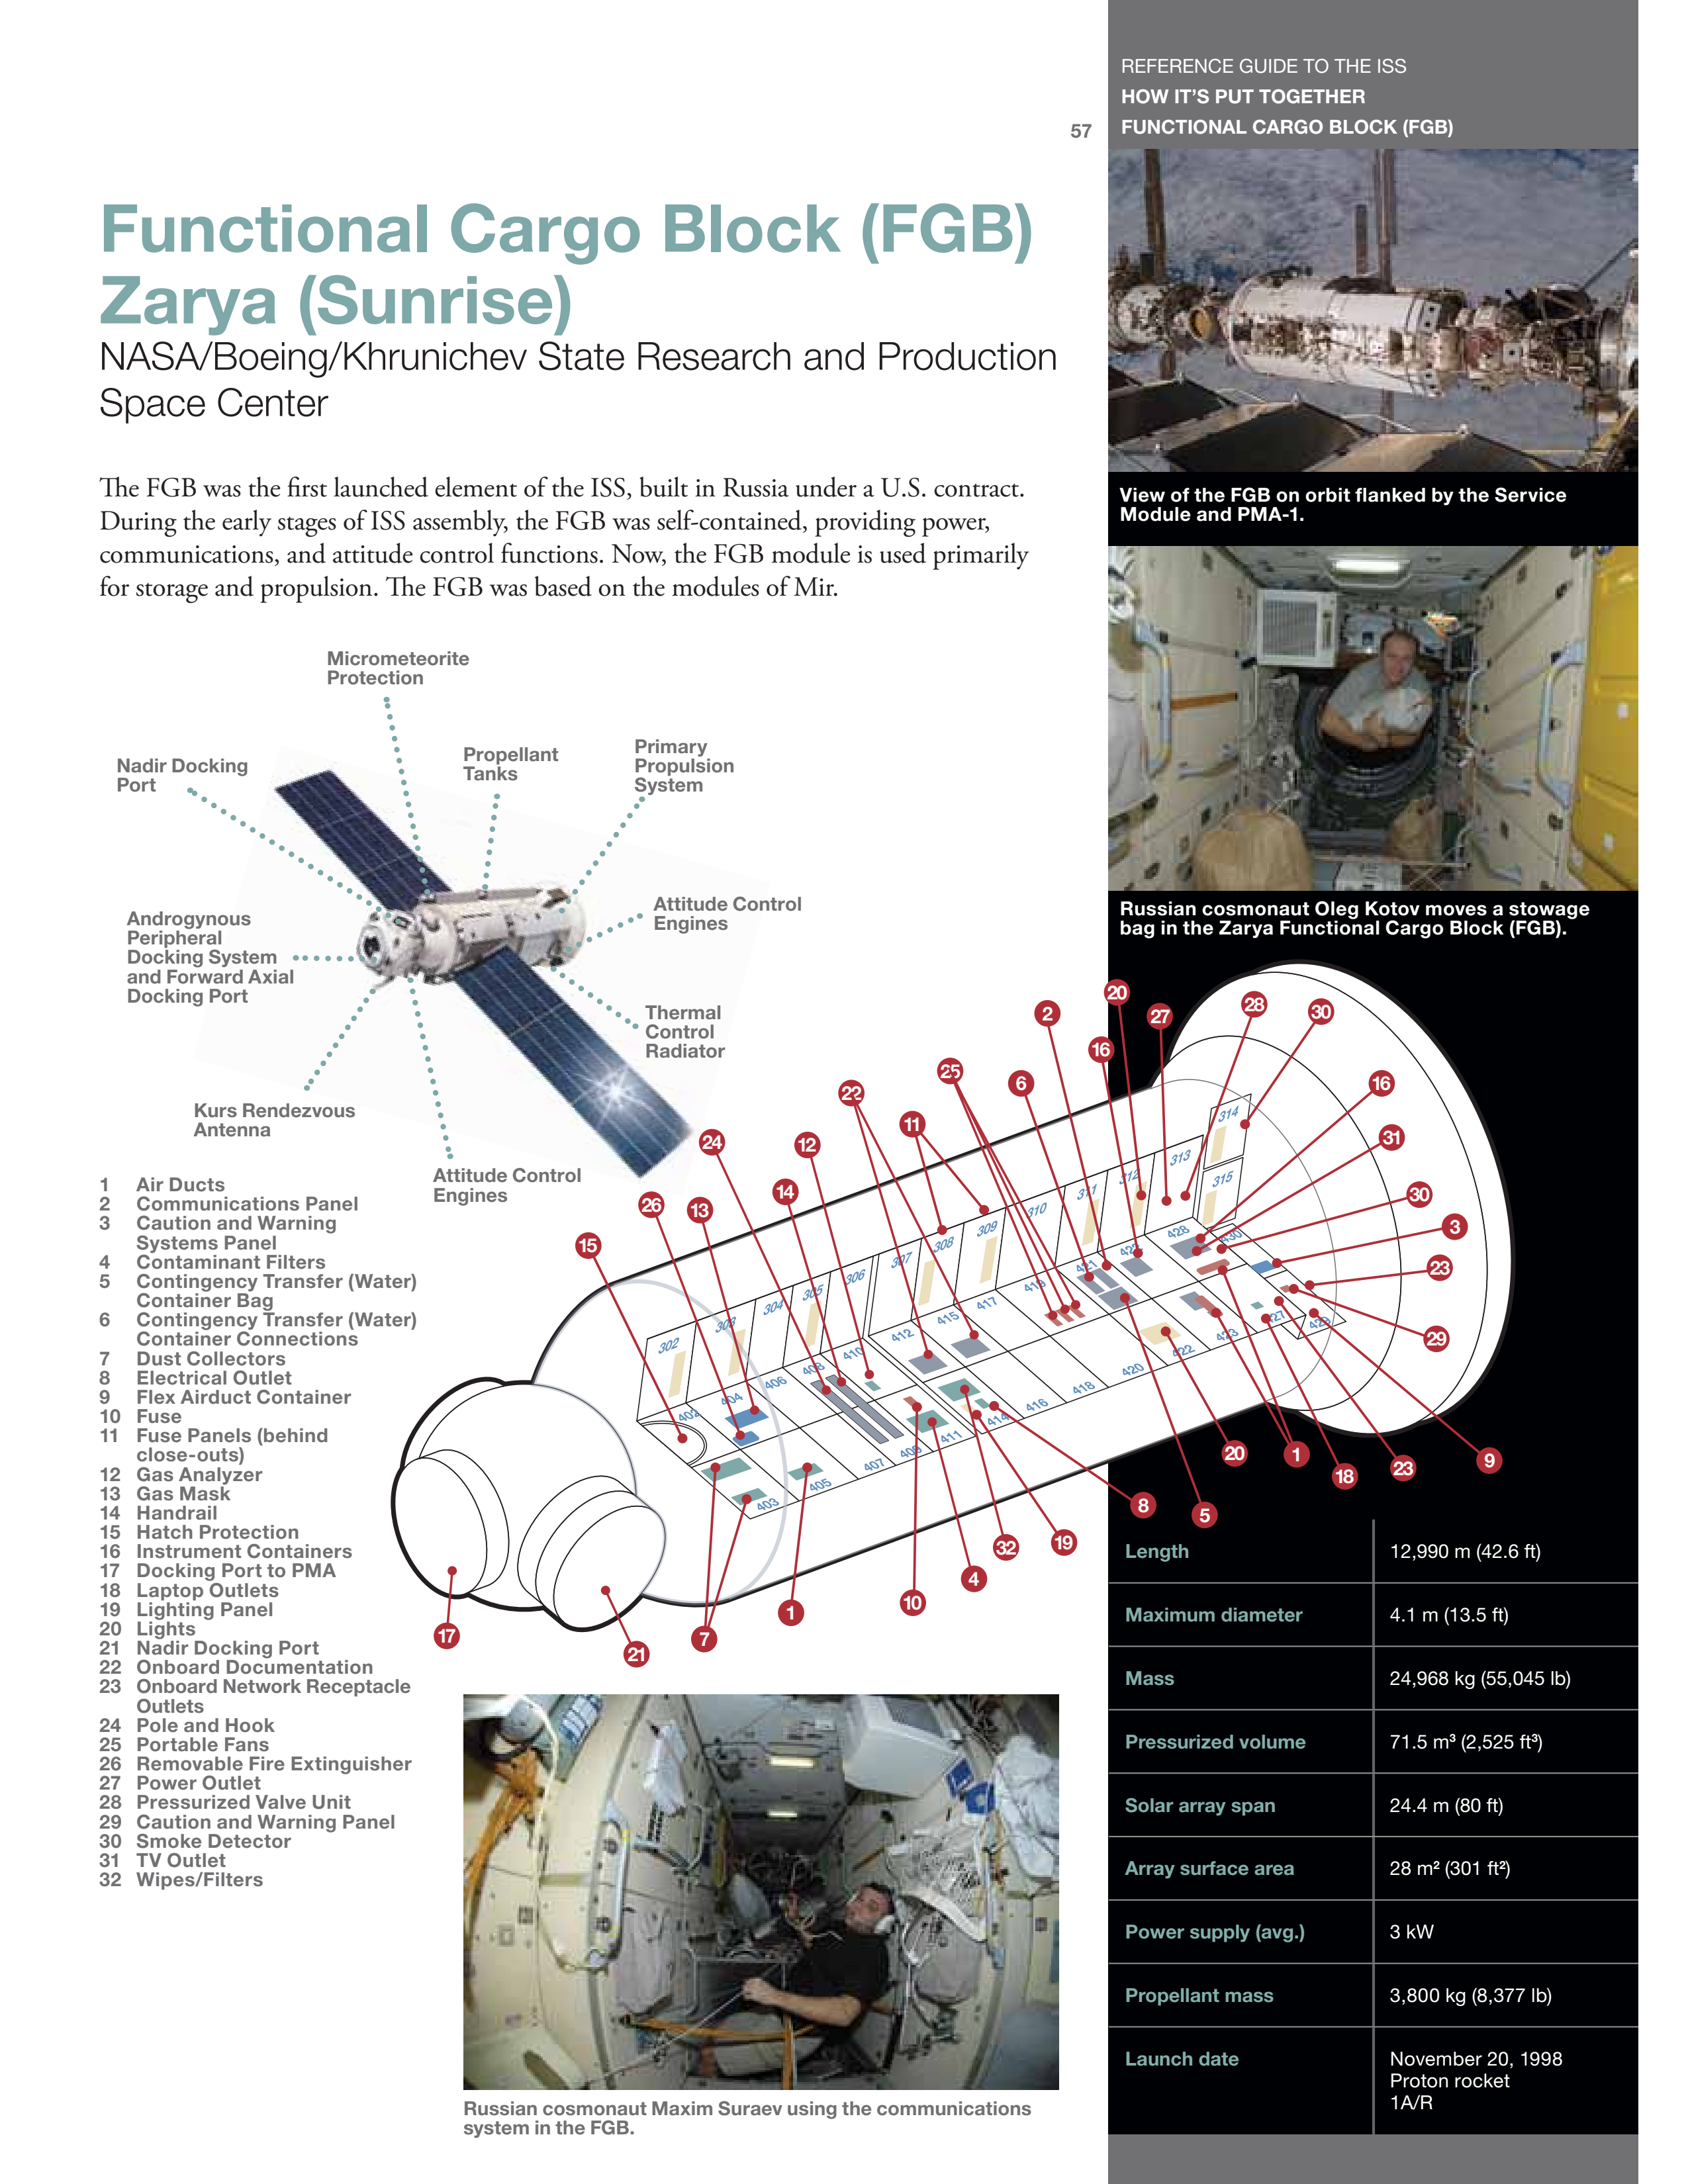 REFERENCE GUIDE TO THE ISS
HOW IT’S PUT TOGETHER
FUNCTIONAL CARGO BLOCK (FGB)
57
Functional Cargo Block (FGB)
Zarya (Sunrise)
NASA/Boeing/Khrunichev State Research and Production
Space Center
The FGB was the first launched element of the ISS, built in Russia under a U.S. contract.
During the early stages of ISS assembly, the FGB was self-contained, providing power,
communications, and attitude control functions. Now, the FGB module is used primarily
for storage and propulsion. The FGB was based on the modules of Mir.
View of the FGB on orbit flanked by the Service
Module and PMA-1.
Russian cosmonaut Oleg Kotov moves a stowage
bag in the Zarya Functional Cargo Block (FGB).
Micrometeorite
Protection
Nadir Docking
Port
Propellant
Tanks
Primary
Propulsion
System
Androgynous
Peripheral
Docking System
and Forward Axial
Docking Port
Attitude Control
Engines
Thermal
Control
Radiator
Kurs Rendezvous
Antenna
Attitude Control
Engines
1 Air Ducts
2 Communications Panel
3 Caution and Warning
Systems Panel
4 Contaminant Filters
5 Contingency Transfer (Water)
Container Bag
6 Contingency Transfer (Water)
Container Connections
7 Dust Collectors
8 Electrical Outlet
9 Flex Airduct Container
10 Fuse
11 Fuse Panels (behind
close-outs)
12 Gas Analyzer
13 Gas Mask
14 Handrail
15 Hatch Protection
16 Instrument Containers
17 Docking Port to PMA
18 Laptop Outlets
19 Lighting Panel
20 Lights
21 Nadir Docking Port
22 Onboard Documentation
23 Onboard Network Receptacle
Outlets
24 Pole and Hook
25 Portable Fans
26 Removable Fire Extinguisher
27 Power Outlet
28 Pressurized Valve Unit
29 Caution and Warning Panel
30 Smoke Detector
31 TV Outlet
32 Wipes/Filters
20
2
27
28
30
16
25
6
16
22
11
31
24
12
14
30
26
13
3
15
23
29
20
1
18
23
9
8
5
19
32
4
10
1
7
17
21
302
303
304
305
306
307
308
309
310
311
312
313
314
315
402
403
404
405
406
407
408
409
410
411
412
414
415
416
417
418
419
420
421
422
423
427
428
430
Length 12,990 m (42.6 ft)
Maximum diameter 4.1 m (13.5 ft)
Mass 24,968 kg (55,045 lb)
Pressurized volume 71.5 m³ (2,525 ft³)
Solar array span 24.4 m (80 ft)
Array surface area 28 m² (301 ft²)
Power supply (avg.) 3 kW
Propellant mass 3,800 kg (8,377 lb)
Launch date November 20, 1998
Proton rocket
1A/R
Russian cosmonaut Maxim Suraev using the communications
system in the FGB.